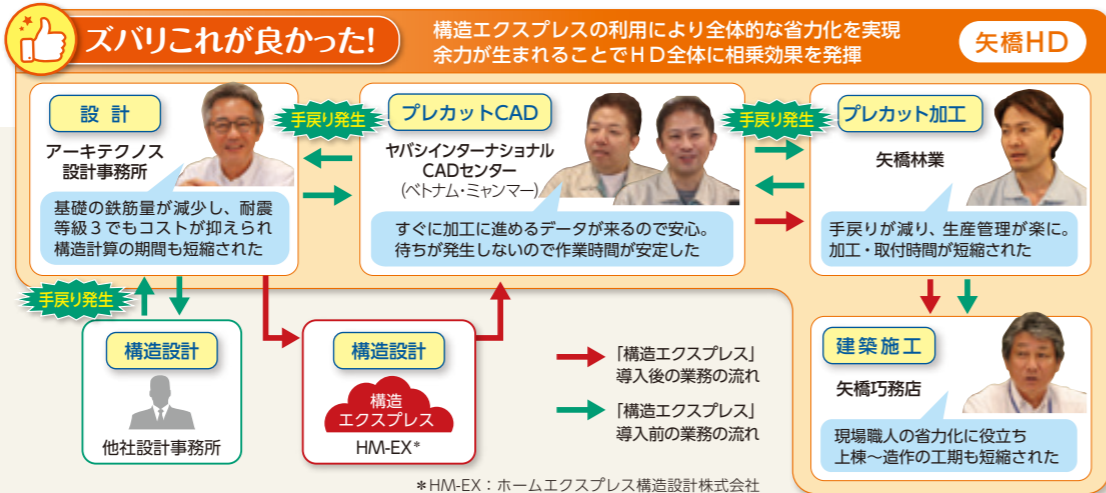 ズバリこれが良かった!
構造エクスプレスの利用により全体的な省力化を実現
余力が生まれることでHD全体に相乗効果を発揮
矢橋HD
設計
アーキテクノス
設計事務所
基礎の鉄筋量が減少し、耐震
等級3でもコストが抑えられ
構造計算の期間も短縮された
手戻り発生
プレカットCAD
ヤバシインターナショナル
CADセンター
(ベトナム・ミャンマー)
すぐに加工に進めるデータが来るので安心。
待ちが発生しないので作業時間が安定した
手戻り発生
プレカット加工
矢橋林業
手戻りが減り、生産管理が楽に。
加工・取付時間が短縮された
手戻り発生
構造設計
他社設計事務所
構造設計
構造
エクスプレス
HM-EX*
「構造エクスプレス」
導入後の業務の流れ
「構造エクスプレス」
導入前の業務の流れ
建築施工
矢橋巧務店
現場職人の省力化に役立ち
上棟～造作の工期も短縮された
*HM-EX：ホームエクスプレス構造設計株式会社